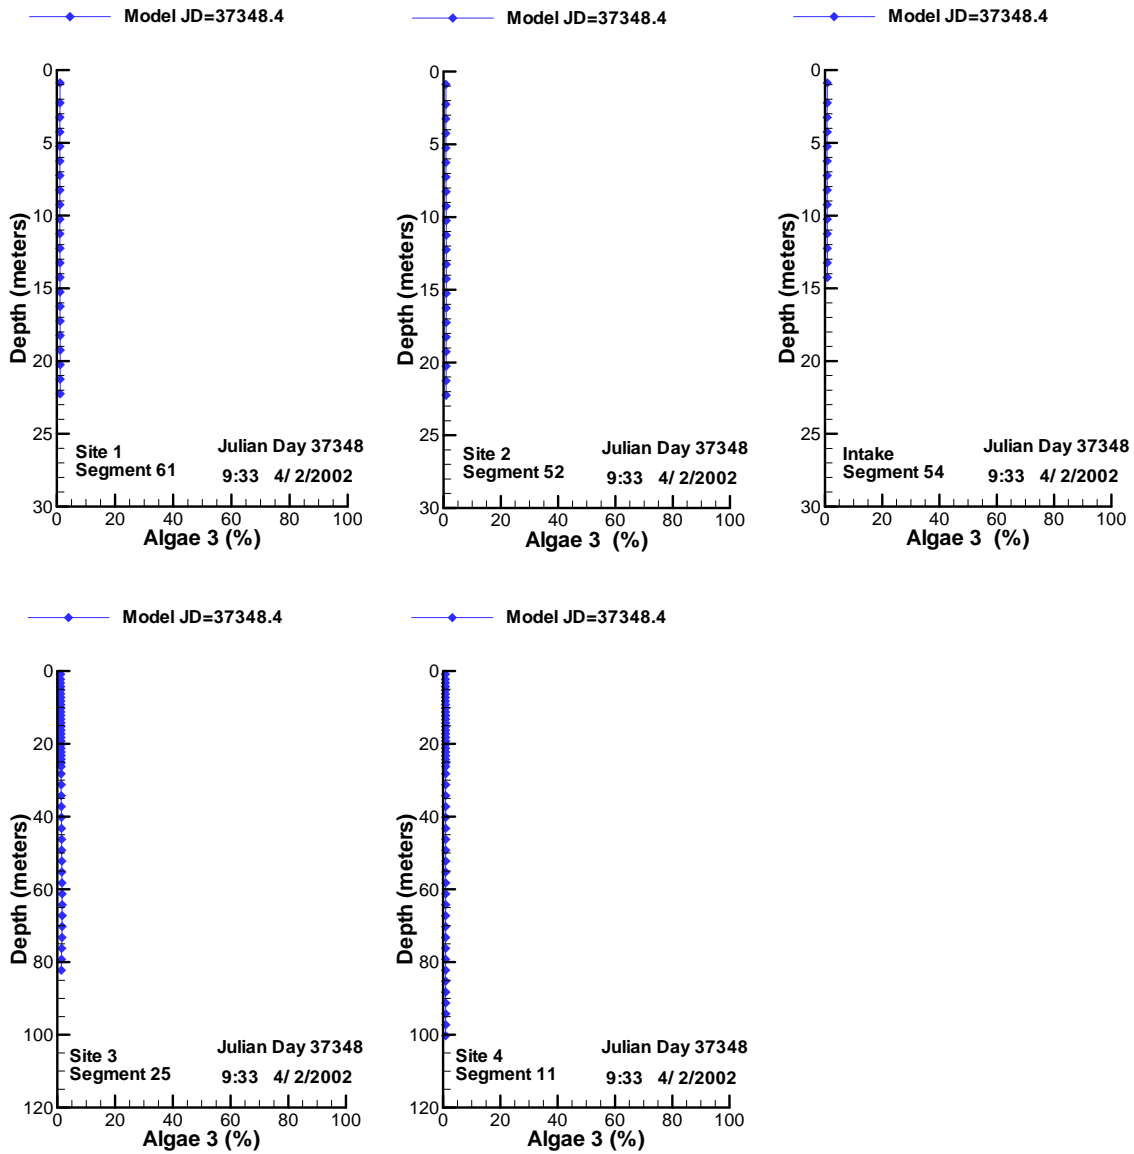 Model JD=37348.4
0
5
10
15
20
25
30
Depth (meters)
Site 1
Segment 61
Julian Day 37348
9:33 4/ 2/2002
0 20 40 60 80 100
Algae 3 (%)
Model JD=37348.4
0
5
10
15
20
25
30
Depth (meters)
Site 2
Segment 52
Julian Day 37348
9:33 4/ 2/2002
0 20 40 60 80 100
Algae 3 (%)
Model JD=37348.4
0
5
10
15
20
25
30
Depth (meters)
Intake
Segment 54
Julian Day 37348
9:33 4/ 2/2002
0 20 40 60 80 100
Algae 3 (%)
Model JD=37348.4
0
20
40
60
80
100
120
Depth (meters)
Site 3
Segment 25
Julian Day 37348
9:33 4/ 2/2002
0 20 40 60 80 100
Algae 3 (%)
Model JD=37348.4
0
20
40
60
80
100
120
Depth (meters)
Site 4
Segment 11
Julian Day 37348
9:33 4/ 2/2002
0 20 40 60 80 100
Algae 3 (%)